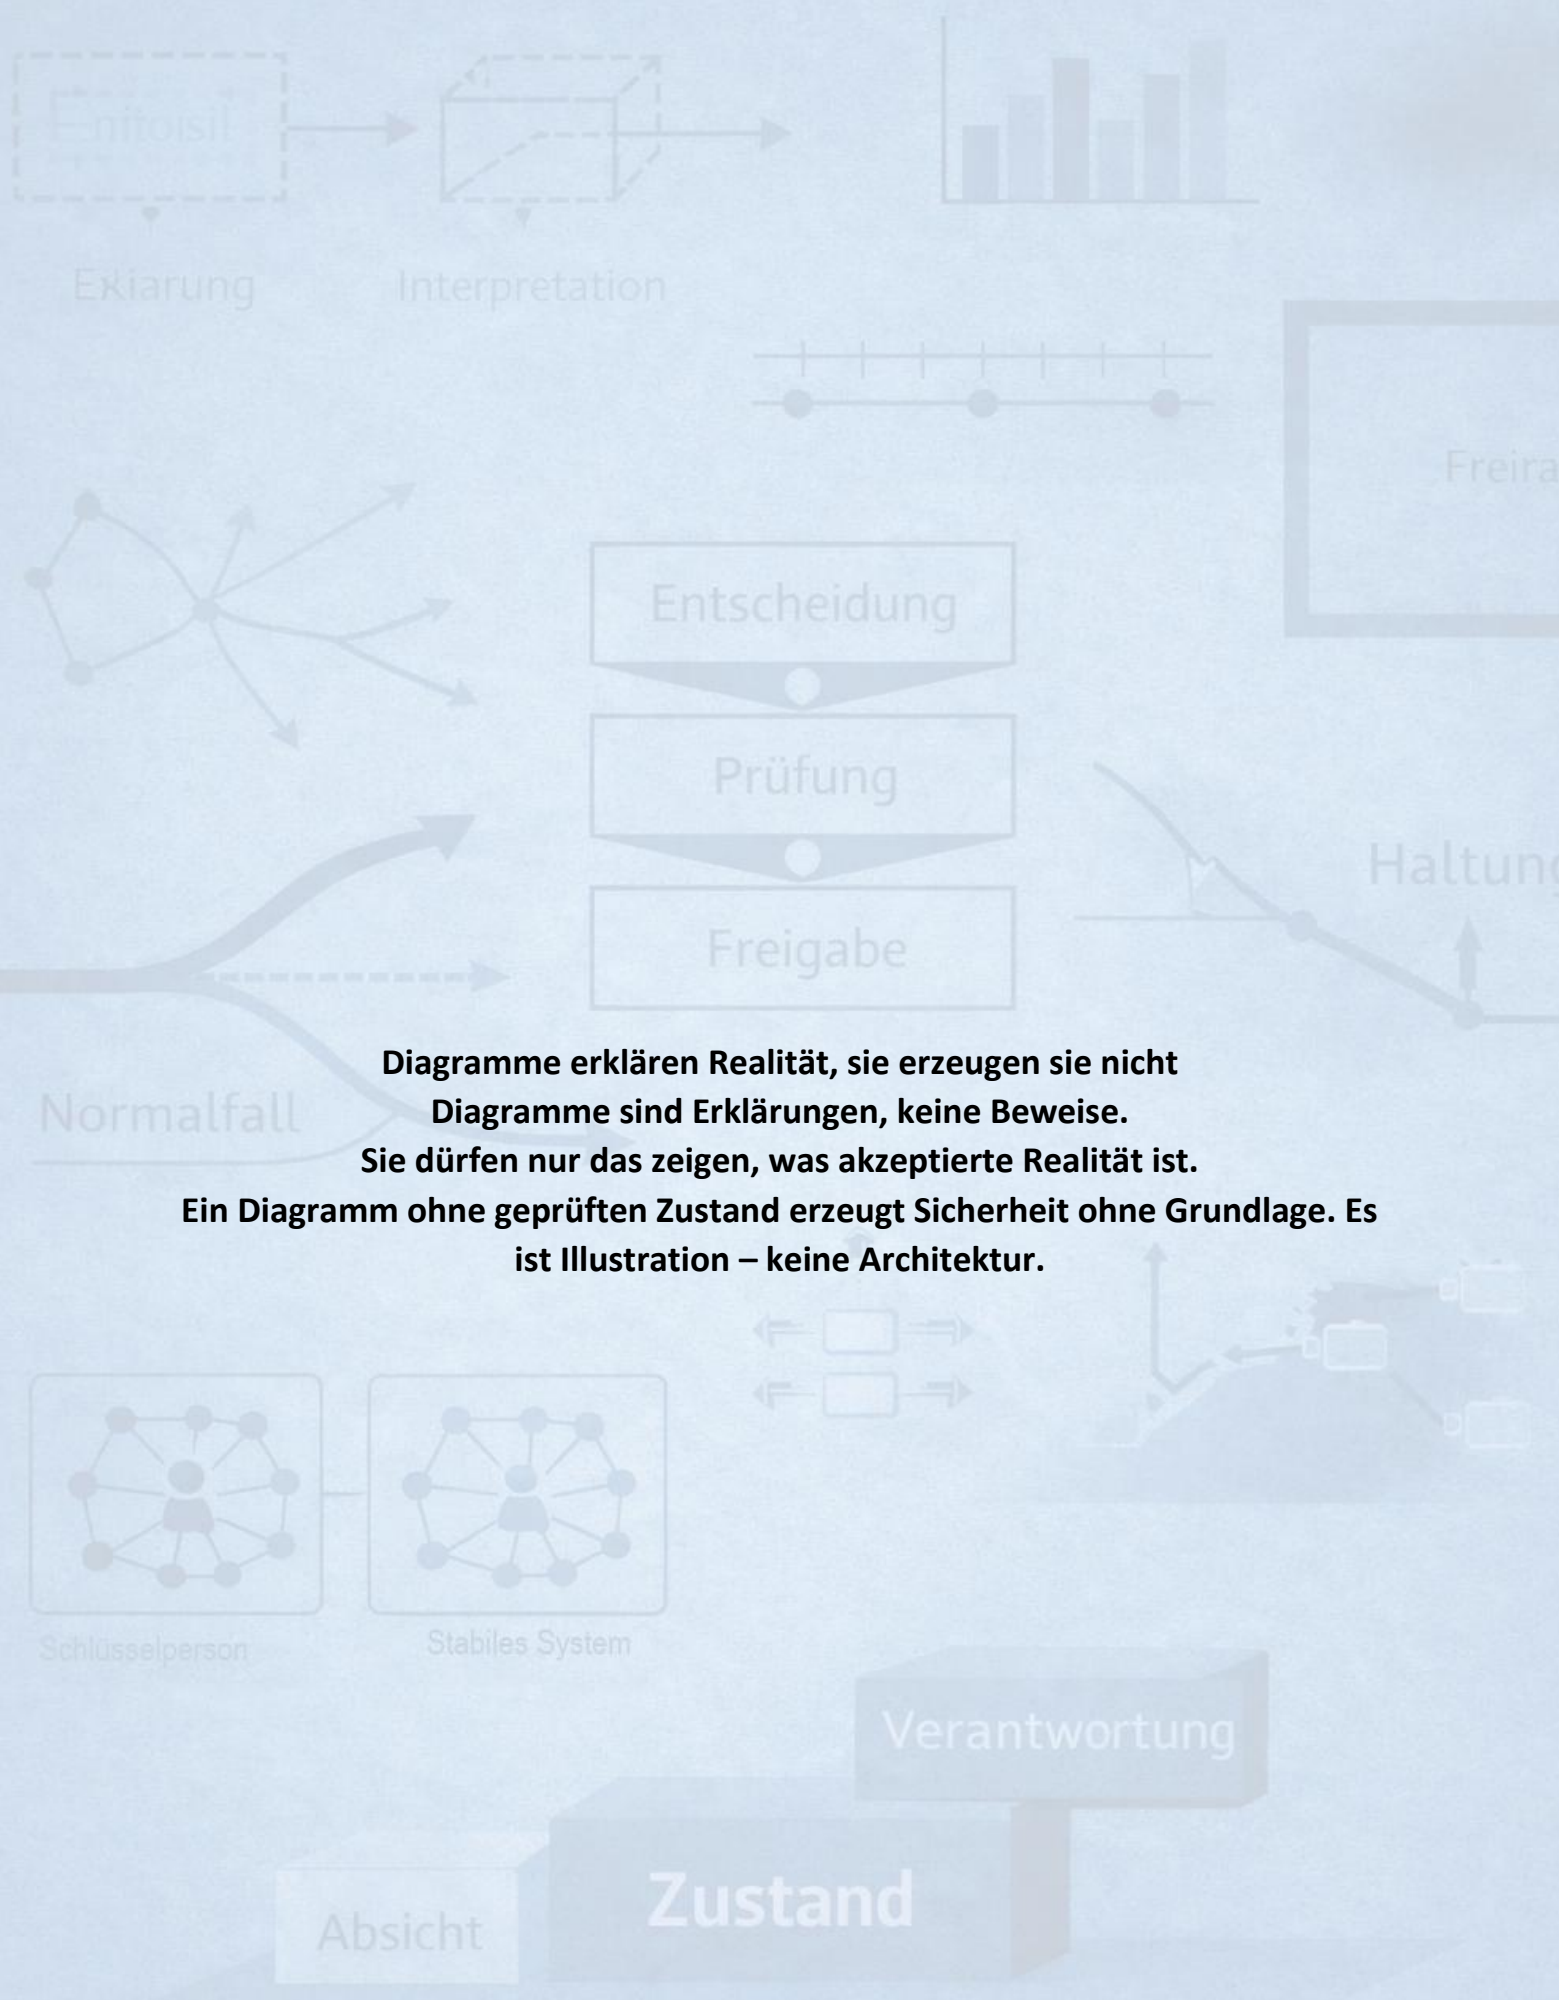 Exiarung
Interpretation
Freira
Entscheidung
Prüfung
Haltung
Freigabe
Diagramme erklären Realität, sie erzeugen sie nicht
Normalfall
Diagramme sind Erklärungen, keine Beweise.
Sie dürfen nur das zeigen, was akzeptierte Realität ist.
Ein Diagramm ohne geprüften Zustand erzeugt Sicherheit ohne Grundlage. Es
ist Illustration – keine Architektur.
Schlüsselperson
Stabiles System
Verantwortung
Zustand
Absicht